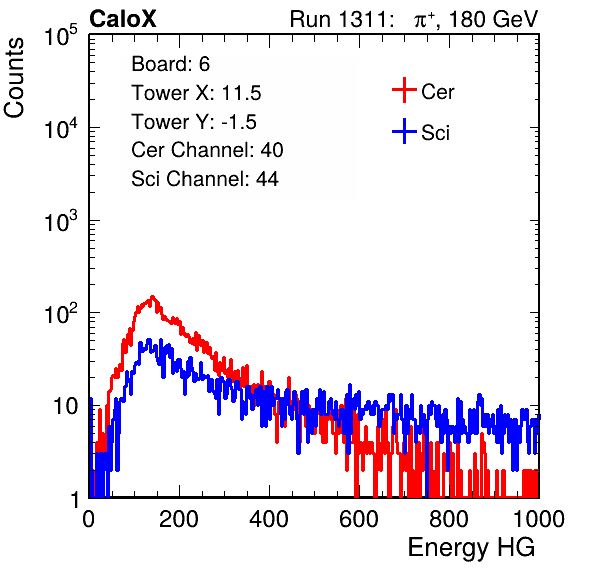 CaloX Run 1311: π⁺, 180 GeV
Counts
10⁵
10⁴
10³
10²
10
1
Board: 6
Tower X: 11.5
Tower Y: -1.5
Cer Channel: 40
Sci Channel: 44
Cer
Sci
0 200 400 600 800 1000
Energy HG